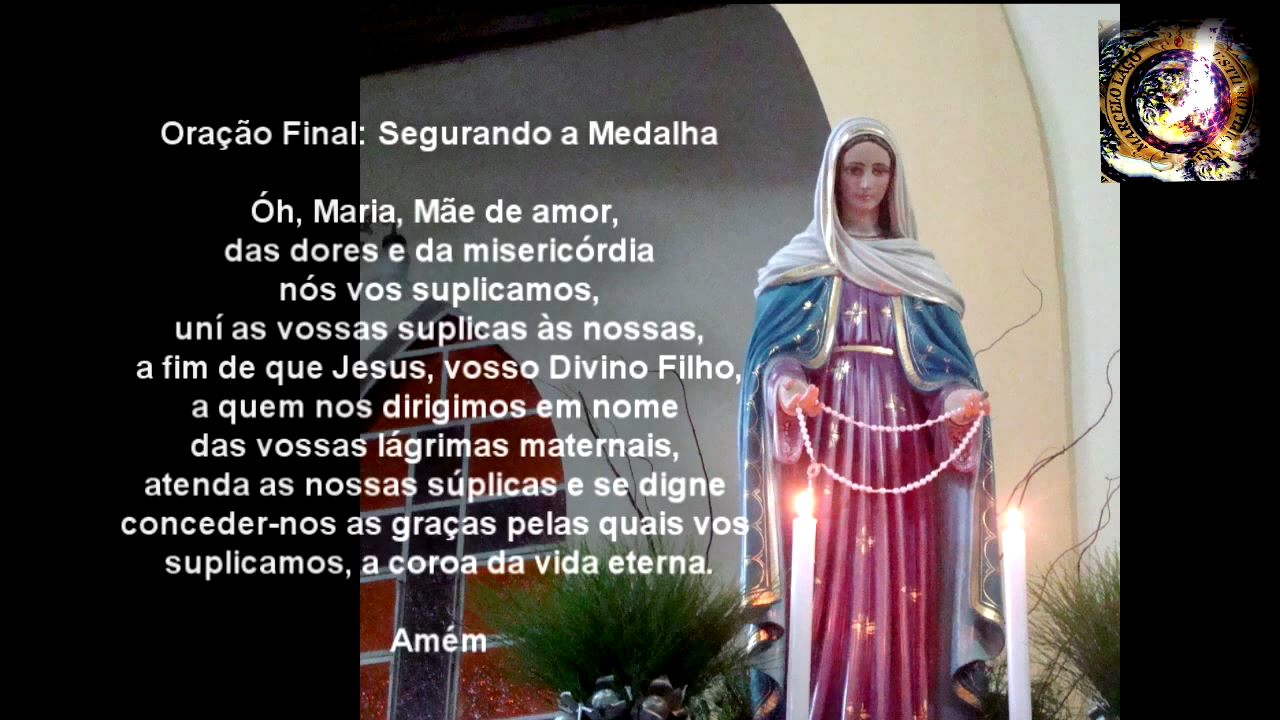 Oração Final: Segurando a Medalha
Óh, Maria, Mãe de amor,
das dores e da misericórdia
nós vos suplicamos,
uní as vossas suplicas às nossas,
a fim de que Jesus, vosso Divino Filho,
a quem nos dirigimos em nome
das vossas lágrimas maternais,
atenda as nossas súplicas e se digne
conceder-nos as graças pelas quais vos
suplicamos, a coroa da vida eterna.
Amém
MARCELO LAGO